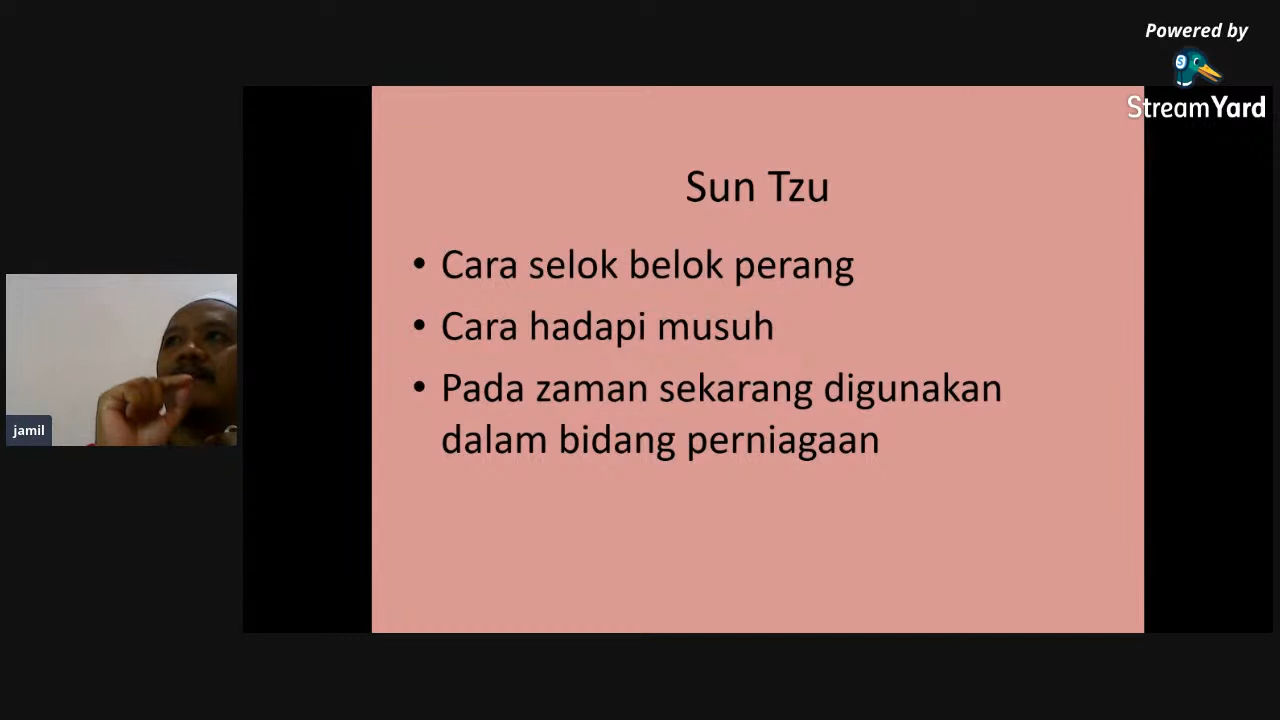 Powered by
StreamYard
Sun Tzu
• Cara selok belok perang
• Cara hadapi musuh
• Pada zaman sekarang digunakan
dalam bidang perniagaan
jamil